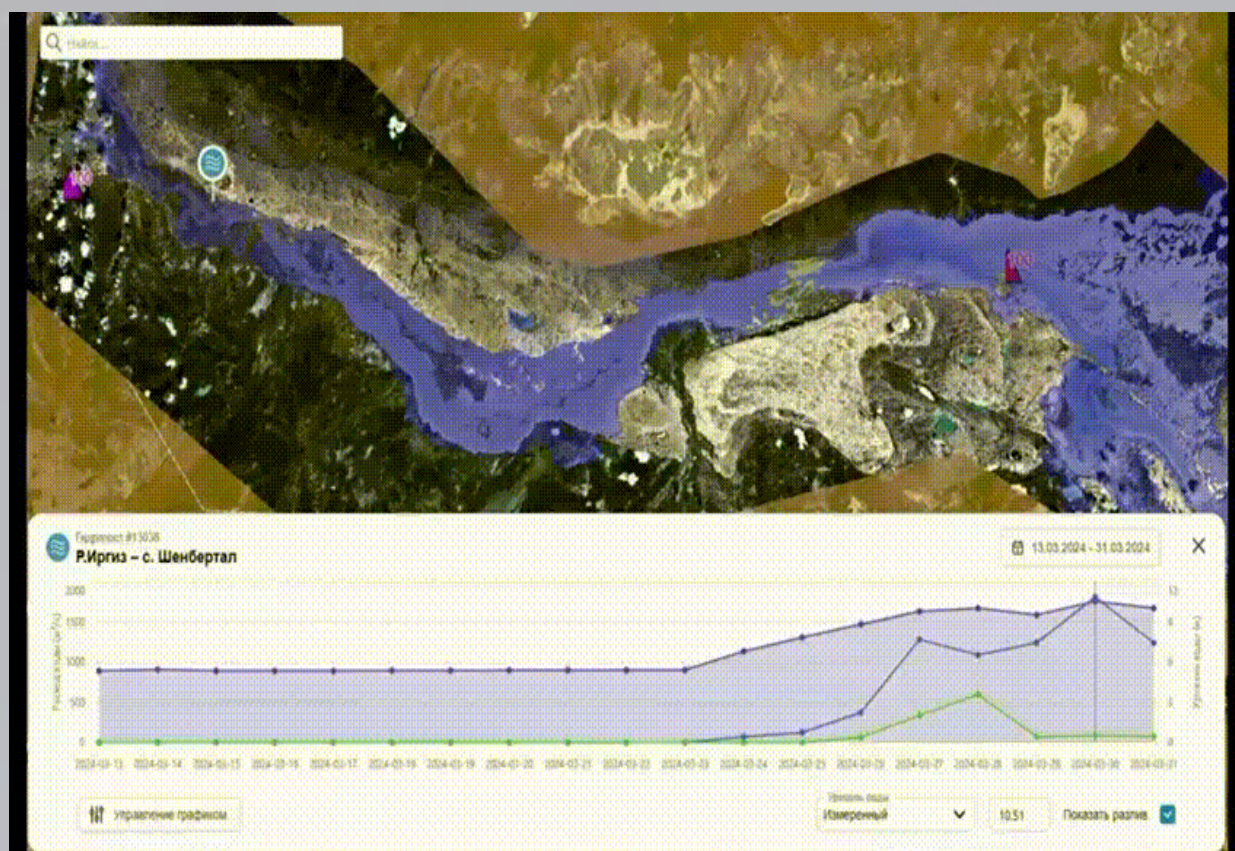 Найти...
Гидропост #13038
Р.Иргиз – с. Шенбертал
13.03.2024 - 31.03.2024
2000
1500
1000
500
0
2024-03-13 2024-03-14 2024-03-15 2024-03-16 2024-03-17 2024-03-18 2024-03-19 2024-03-20 2024-03-21 2024-03-22 2024-03-23 2024-03-24 2024-03-25 2024-03-26 2024-03-27 2024-03-28 2024-03-29 2024-03-30 2024-03-31
Управление графиком
Уровень воды
Измеренный
10.51
Показать разлив